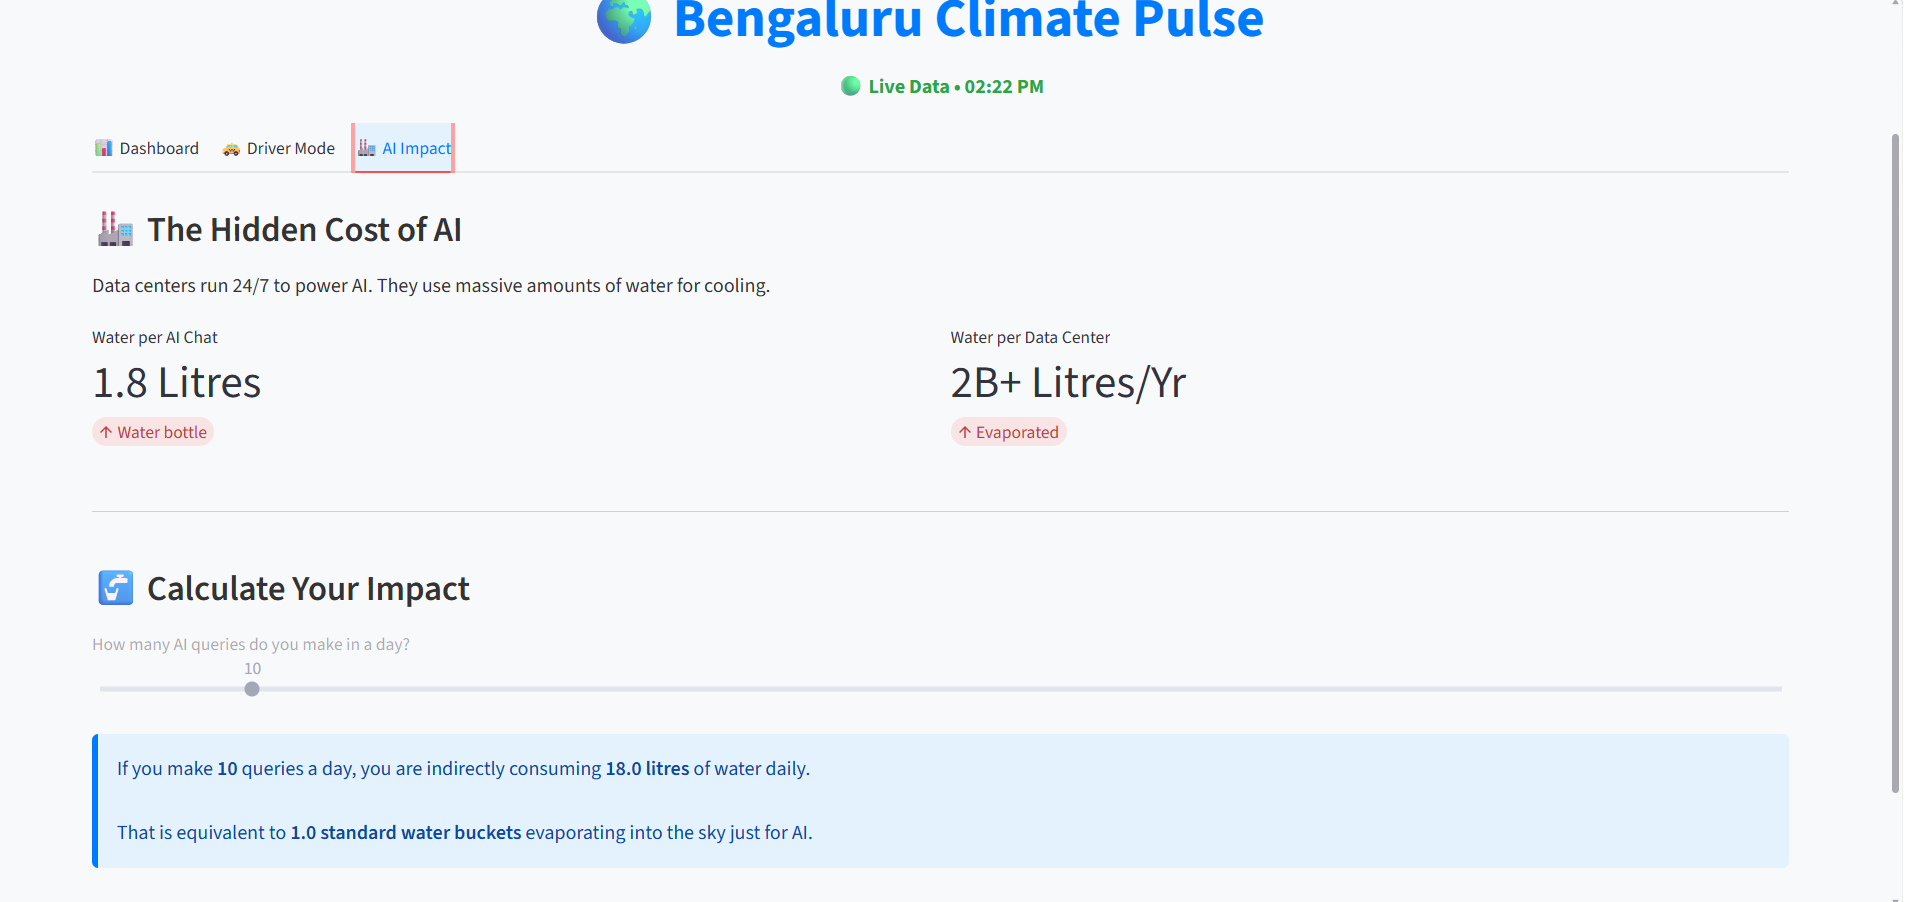 Bengaluru Climate Pulse
Live Data • 02:22 PM
Dashboard Driver Mode AI Impact
The Hidden Cost of AI
Data centers run 24/7 to power AI. They use massive amounts of water for cooling.
Water per AI Chat
1.8 Litres
↑ Water bottle
Water per Data Center
2B+ Litres/Yr
↑ Evaporated
Calculate Your Impact
How many AI queries do you make in a day?
10
If you make 10 queries a day, you are indirectly consuming 18.0 litres of water daily.
That is equivalent to 1.0 standard water buckets evaporating into the sky just for AI.